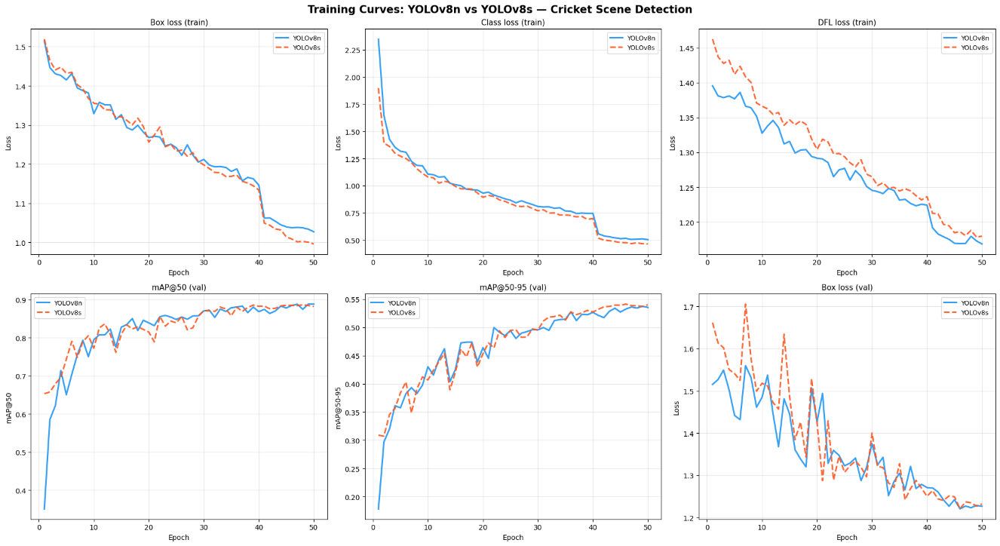 Training Curves: YOLOv8n vs YOLOv8s — Cricket Scene Detection
Box loss (train)
Loss
1.5
1.4
1.3
1.2
1.1
1.0
0 10 20 30 40 50
Epoch
YOLOv8n
YOLOv8s
Class loss (train)
Loss
2.25
2.00
1.75
1.50
1.25
1.00
0.75
0.50
0 10 20 30 40 50
Epoch
YOLOv8n
YOLOv8s
DFL loss (train)
Loss
1.45
1.40
1.35
1.30
1.25
1.20
0 10 20 30 40 50
Epoch
YOLOv8n
YOLOv8s
mAP@50 (val)
mAP@50
0.9
0.8
0.7
0.6
0.5
0.4
0 10 20 30 40 50
Epoch
YOLOv8n
YOLOv8s
mAP@50-95 (val)
mAP@50-95
0.55
0.50
0.45
0.40
0.35
0.30
0.25
0.20
0 10 20 30 40 50
Epoch
YOLOv8n
YOLOv8s
Box loss (val)
Loss
1.7
1.6
1.5
1.4
1.3
1.2
0 10 20 30 40 50
Epoch
YOLOv8n
YOLOv8s